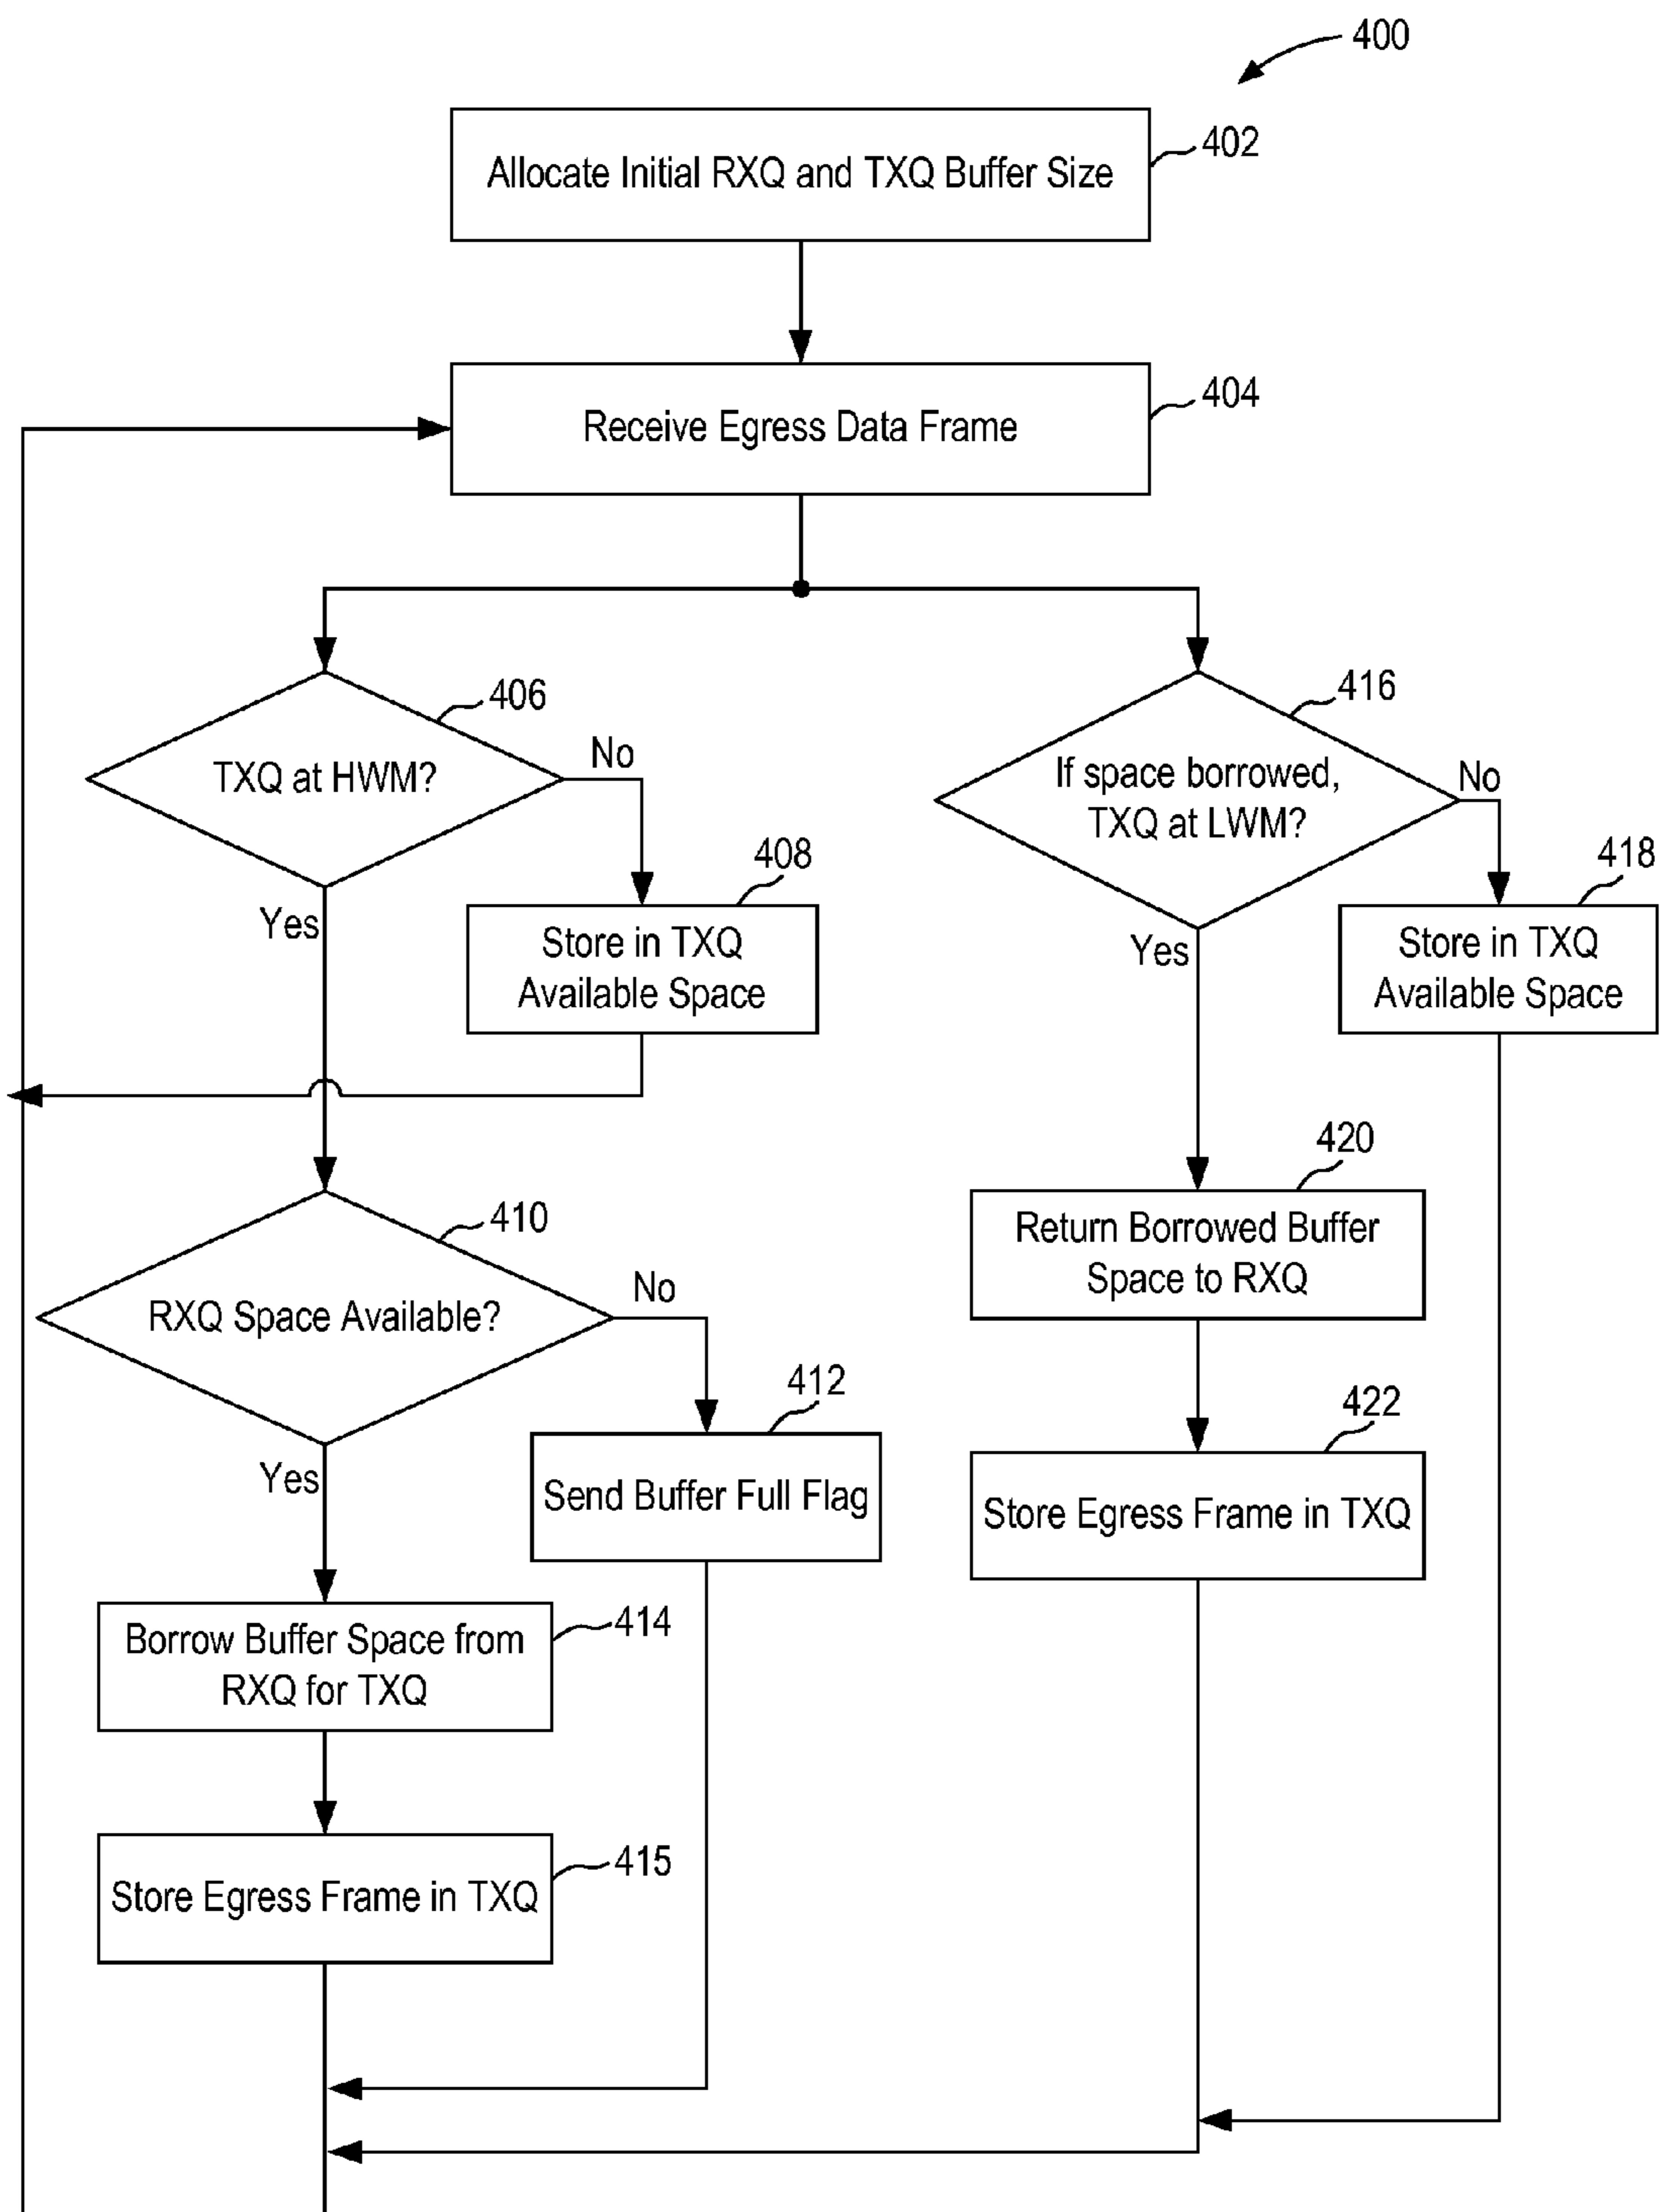 400
Allocate Initial RXQ and TXQ Buffer Size
402
Receive Egress Data Frame
404
TXQ at HWM?
406
No
Yes
Store in TXQ
Available Space
408
If space borrowed,
TXQ at LWM?
416
No
Yes
Store in TXQ
Available Space
418
RXQ Space Available?
410
No
Yes
Send Buffer Full Flag
412
Return Borrowed Buffer
Space to RXQ
420
Store Egress Frame in TXQ
422
Borrow Buffer Space from
RXQ for TXQ
414
Store Egress Frame in TXQ
415